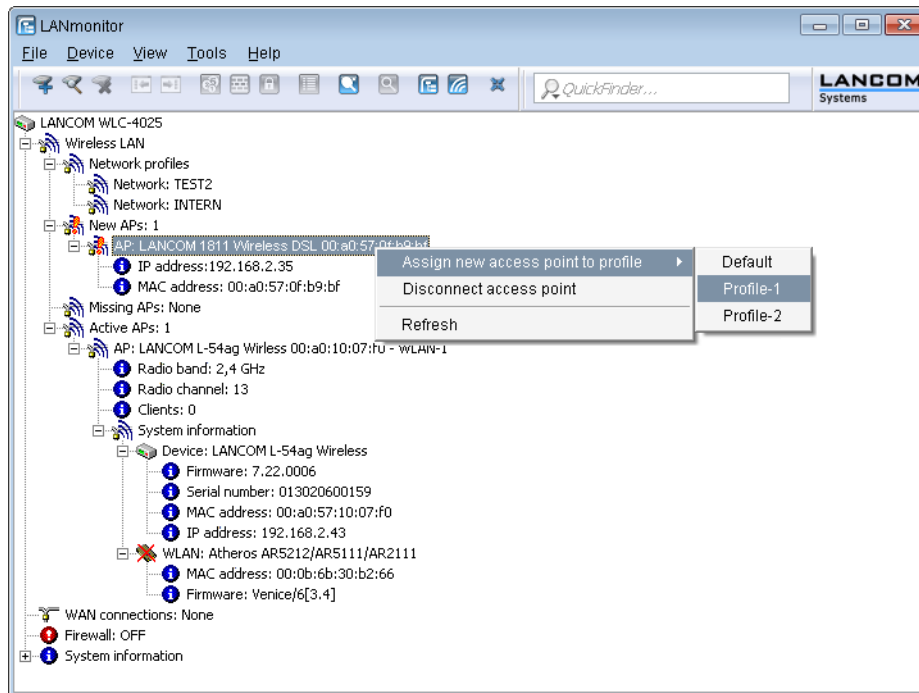 LANmonitor
File Device View Tools Help
QuickFinder...
LANCOM
Systems
LANCOM WLC-4025
Wireless LAN
Network profiles
Network: TEST2
Network: INTERN
New APs: 1
AP: LANCOM 1811 Wireless DSL 00:a0:57:0f:b9:bf
Assign new access point to profile
Default
IP address:192.168.2.35
Disconnect access point
Profile-1
MAC address: 00:a0:57:0f:b9:bf
Profile-2
Missing APs: None
Refresh
Active APs: 1
AP: LANCOM L-54ag Wirless 00:a0:10:07:f0 - WLAN-1
Radio band: 2,4 GHz
Radio channel: 13
Clients: 0
System information
Device: LANCOM L-54ag Wireless
Firmware: 7.22.0006
Serial number: 013020600159
MAC address: 00:a0:57:10:07:f0
IP address: 192.168.2.43
WLAN: Atheros AR5212/AR5111/AR2111
MAC address: 00:0b:6b:30:b2:66
Firmware: Venice/6[3.4]
WAN connections: None
Firewall: OFF
System information